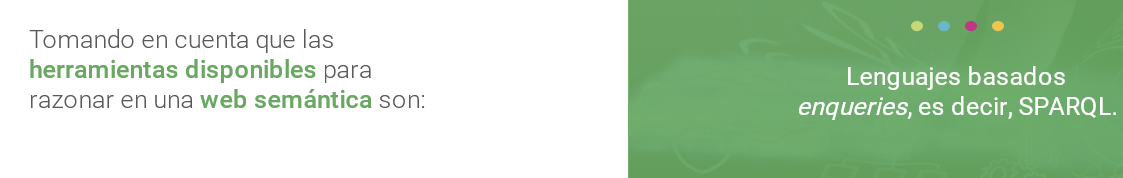 Tomando en cuenta que las
herramientas disponibles para
razonar en una web semántica son:
Lenguajes basados
enqueries, es decir, SPARQL.